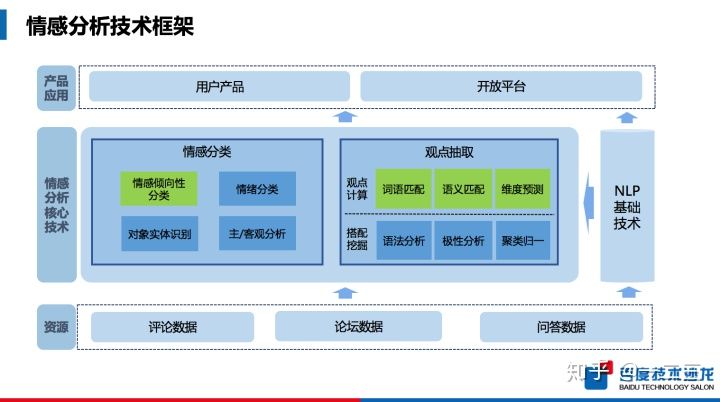 情感分析技术框架
产品
应用
用户产品
开放平台
情感
分析
核心
技术
情感分类
情感倾向性
分类
情绪分类
对象实体识别
主/客观分析
观点抽取
观点
计算
词语匹配
语义匹配
维度预测
搭配
挖掘
语法分析
极性分析
聚类归一
NLP
基础
技术
资源
评论数据
论坛数据
问答数据
知乎
百度技术沙龙
BAIDU TECHNOLOGY SALON